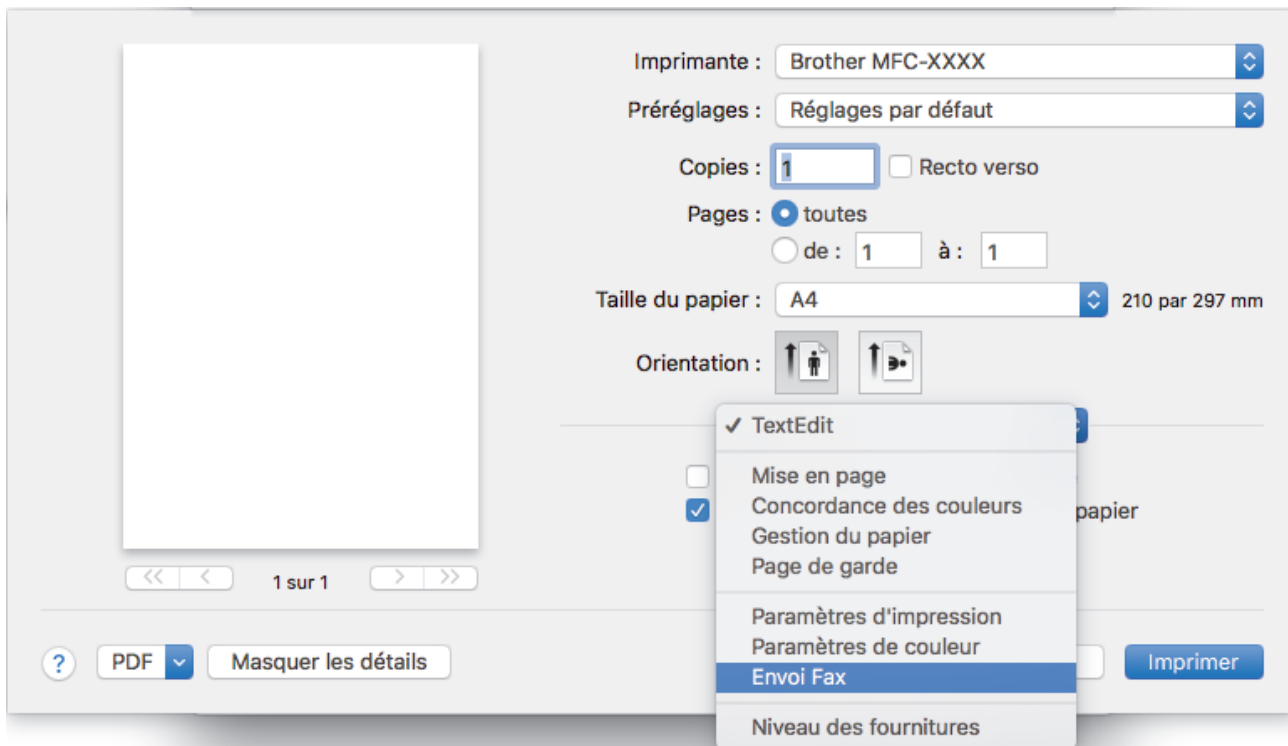 Imprimante : Brother MFC-XXXX
Préréglages : Réglages par défaut
Copies : 1 Recto verso
Pages : toutes
de : 1 à : 1
Taille du papier : A4 210 par 297 mm
Orientation :
✓ TextEdit
Mise en page
Concordance des couleurs
papier
Gestion du papier
Page de garde
<< < 1 sur 1 > >>
Paramètres d'impression
Paramètres de couleur
? PDF Masquer les détails Imprimer
Envoi Fax
Niveau des fournitures